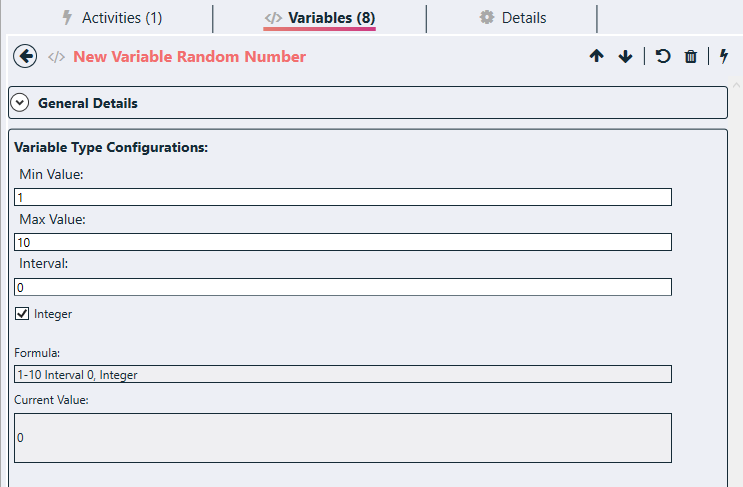 Activities (1)
</> Variables (8)
Details
</> New Variable Random Number
General Details
Variable Type Configurations:
Min Value:
1
Max Value:
10
Interval:
0
Integer
Formula:
1-10 Interval 0, Integer
Current Value:
0